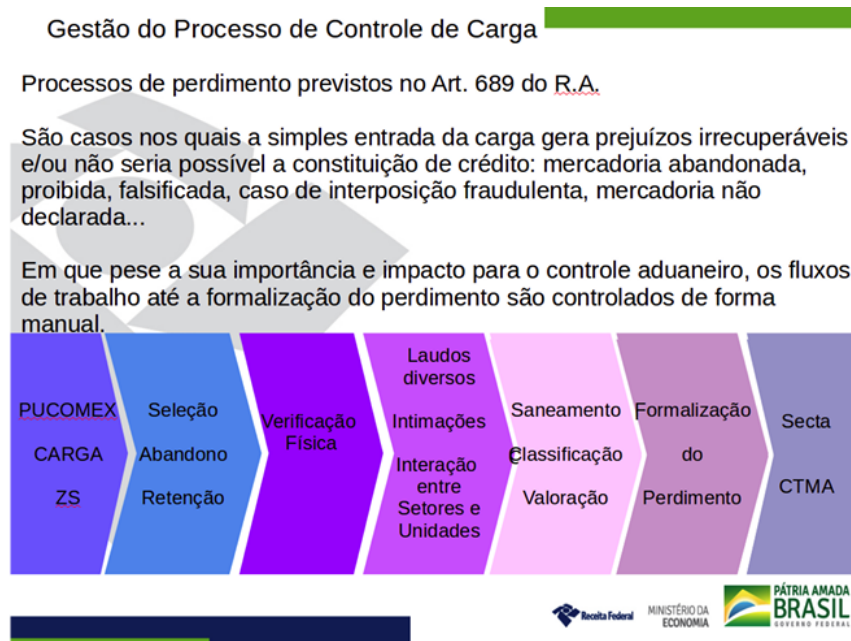 Gestão do Processo de Controle de Carga
Processos de perdimento previstos no Art. 689 do R.A.
São casos nos quais a simples entrada da carga gera prejuízos irrecuperáveis
e/ou não seria possível a constituição de crédito: mercadoria abandonada,
proibida, falsificada, caso de interposição fraudulenta, mercadoria não
declarada...
Em que pese a sua importância e impacto para o controle aduaneiro, os fluxos
de trabalho até a formalização do perdimento são controlados de forma
manual.
PUCOMEX
CARGA
ZS
Seleção
Abandono
Retenção
Verificação
Física
Laudos
diversos
Intimações
Interação
entre
Setores e
Unidades
Saneamento
Classificação
Valoração
Formalização
do
Perdimento
Secta
CTMA
Receita Federal
MINISTÉRIO DA
ECONOMIA
PÁTRIA AMADA
BRASIL
GOVERNO FEDERAL